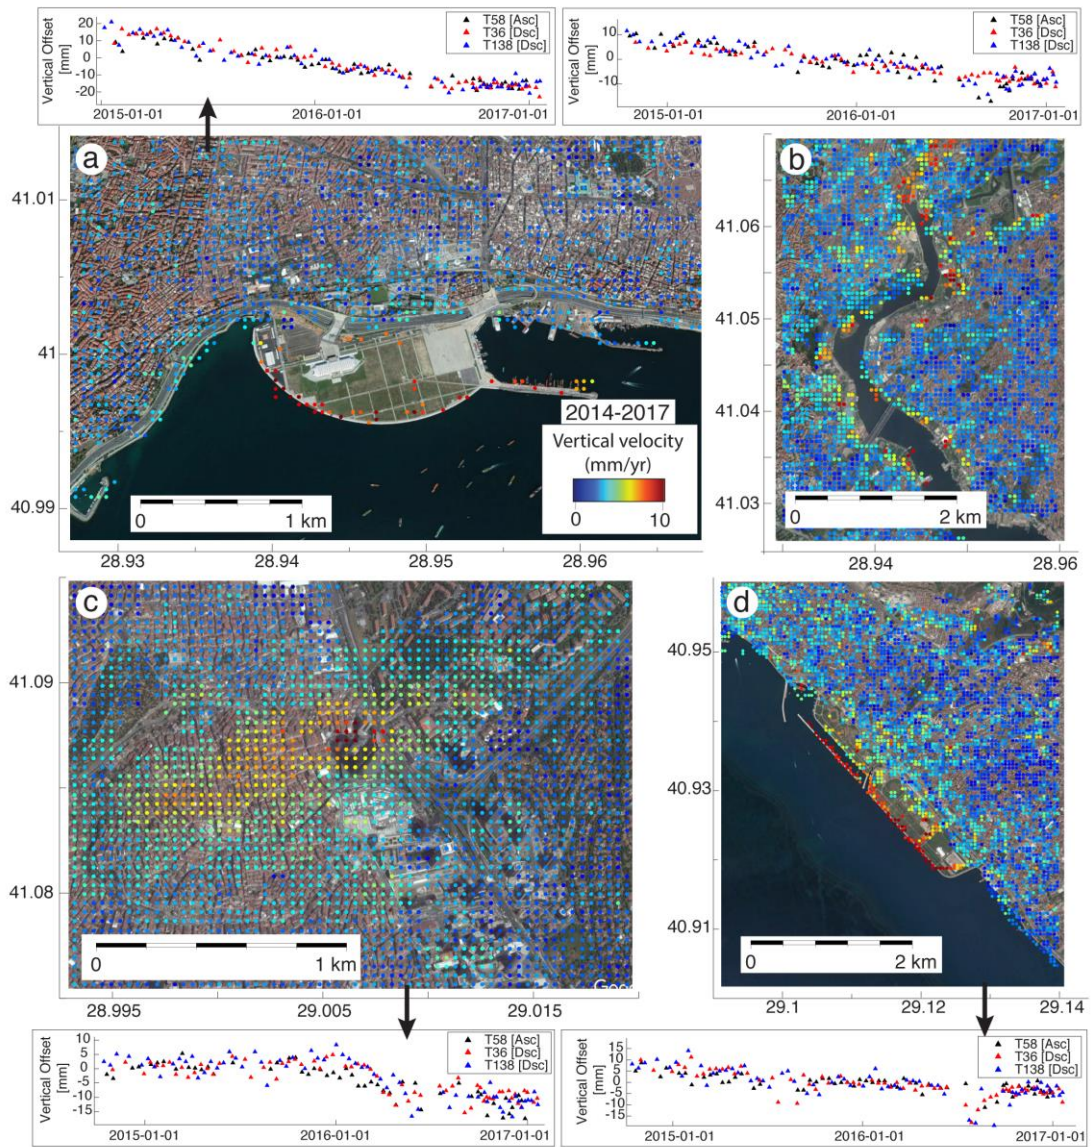 20
10
0
-10
-20
Vertical Offset
[mm]
T58 [Asc]
T36 [Dsc]
T138 [Dsc]
2015-01-01 2016-01-01 2017-01-01
10
0
-10
Vertical Offset
[mm]
T58 [Asc]
T36 [Dsc]
T138 [Dsc]
2015-01-01 2016-01-01 2017-01-01
a
41.01
41
40.99
2014-2017
Vertical velocity
(mm/yr)
0 10
0 1 km
28.93 28.94 28.95 28.96
b
41.06
41.05
41.04
41.03
0 2 km
28.94 28.96
c
41.09
41.08
0 1 km
Goo
28.995 29.005 29.015
d
40.95
40.93
40.91
0 2 km
29.1 29.12 29.14
10
5
0
-5
-10
-15
Vertical Offset
[mm]
T58 [Asc]
T36 [Dsc]
T138 [Dsc]
2015-01-01 2016-01-01 2017-01-01
15
10
5
0
-5
-10
-15
Vertical Offset
[mm]
T58 [Asc]
T36 [Dsc]
T138 [Dsc]
2015-01-01 2016-01-01 2017-01-01